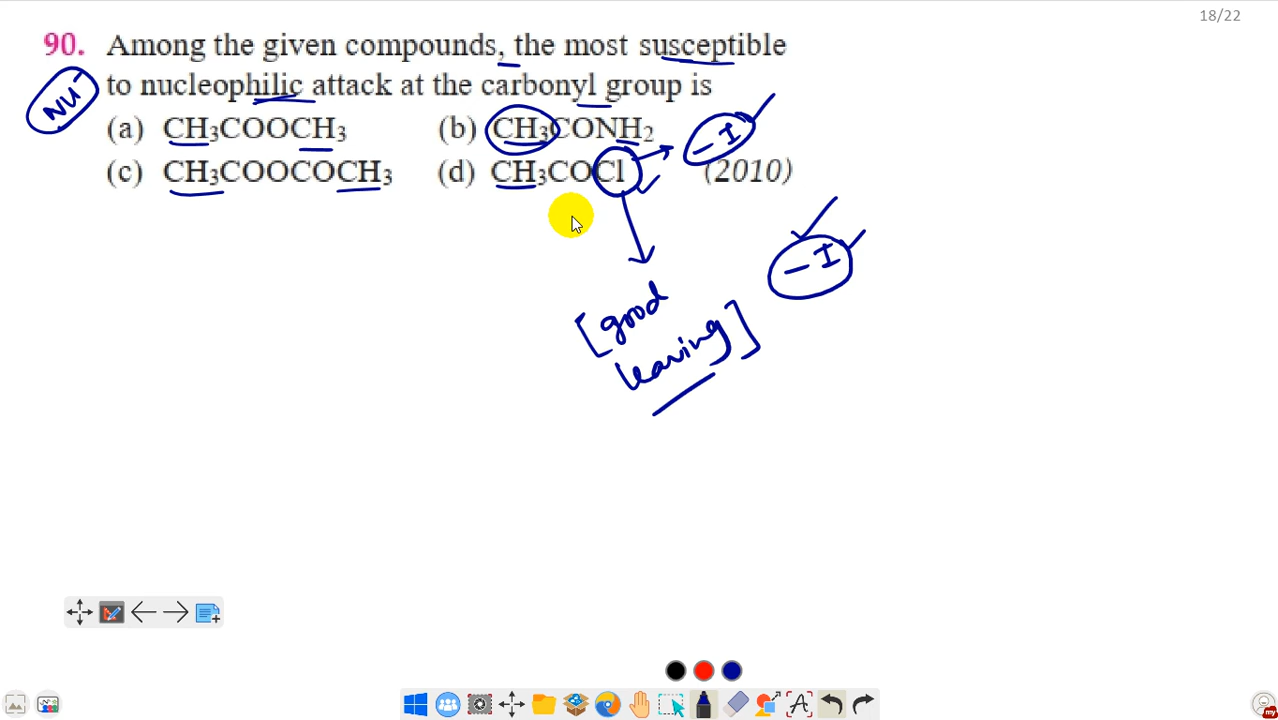 18/22
90. Among the given compounds, the most susceptible
to nucleophilic attack at the carbonyl group is
NU⁻
(a) CH₃COOCH₃ (b) CH₃CONH₂
(c) CH₃COOCOCH₃ (d) CH₃COCl (2010)
– I
– I
[good
leaving]